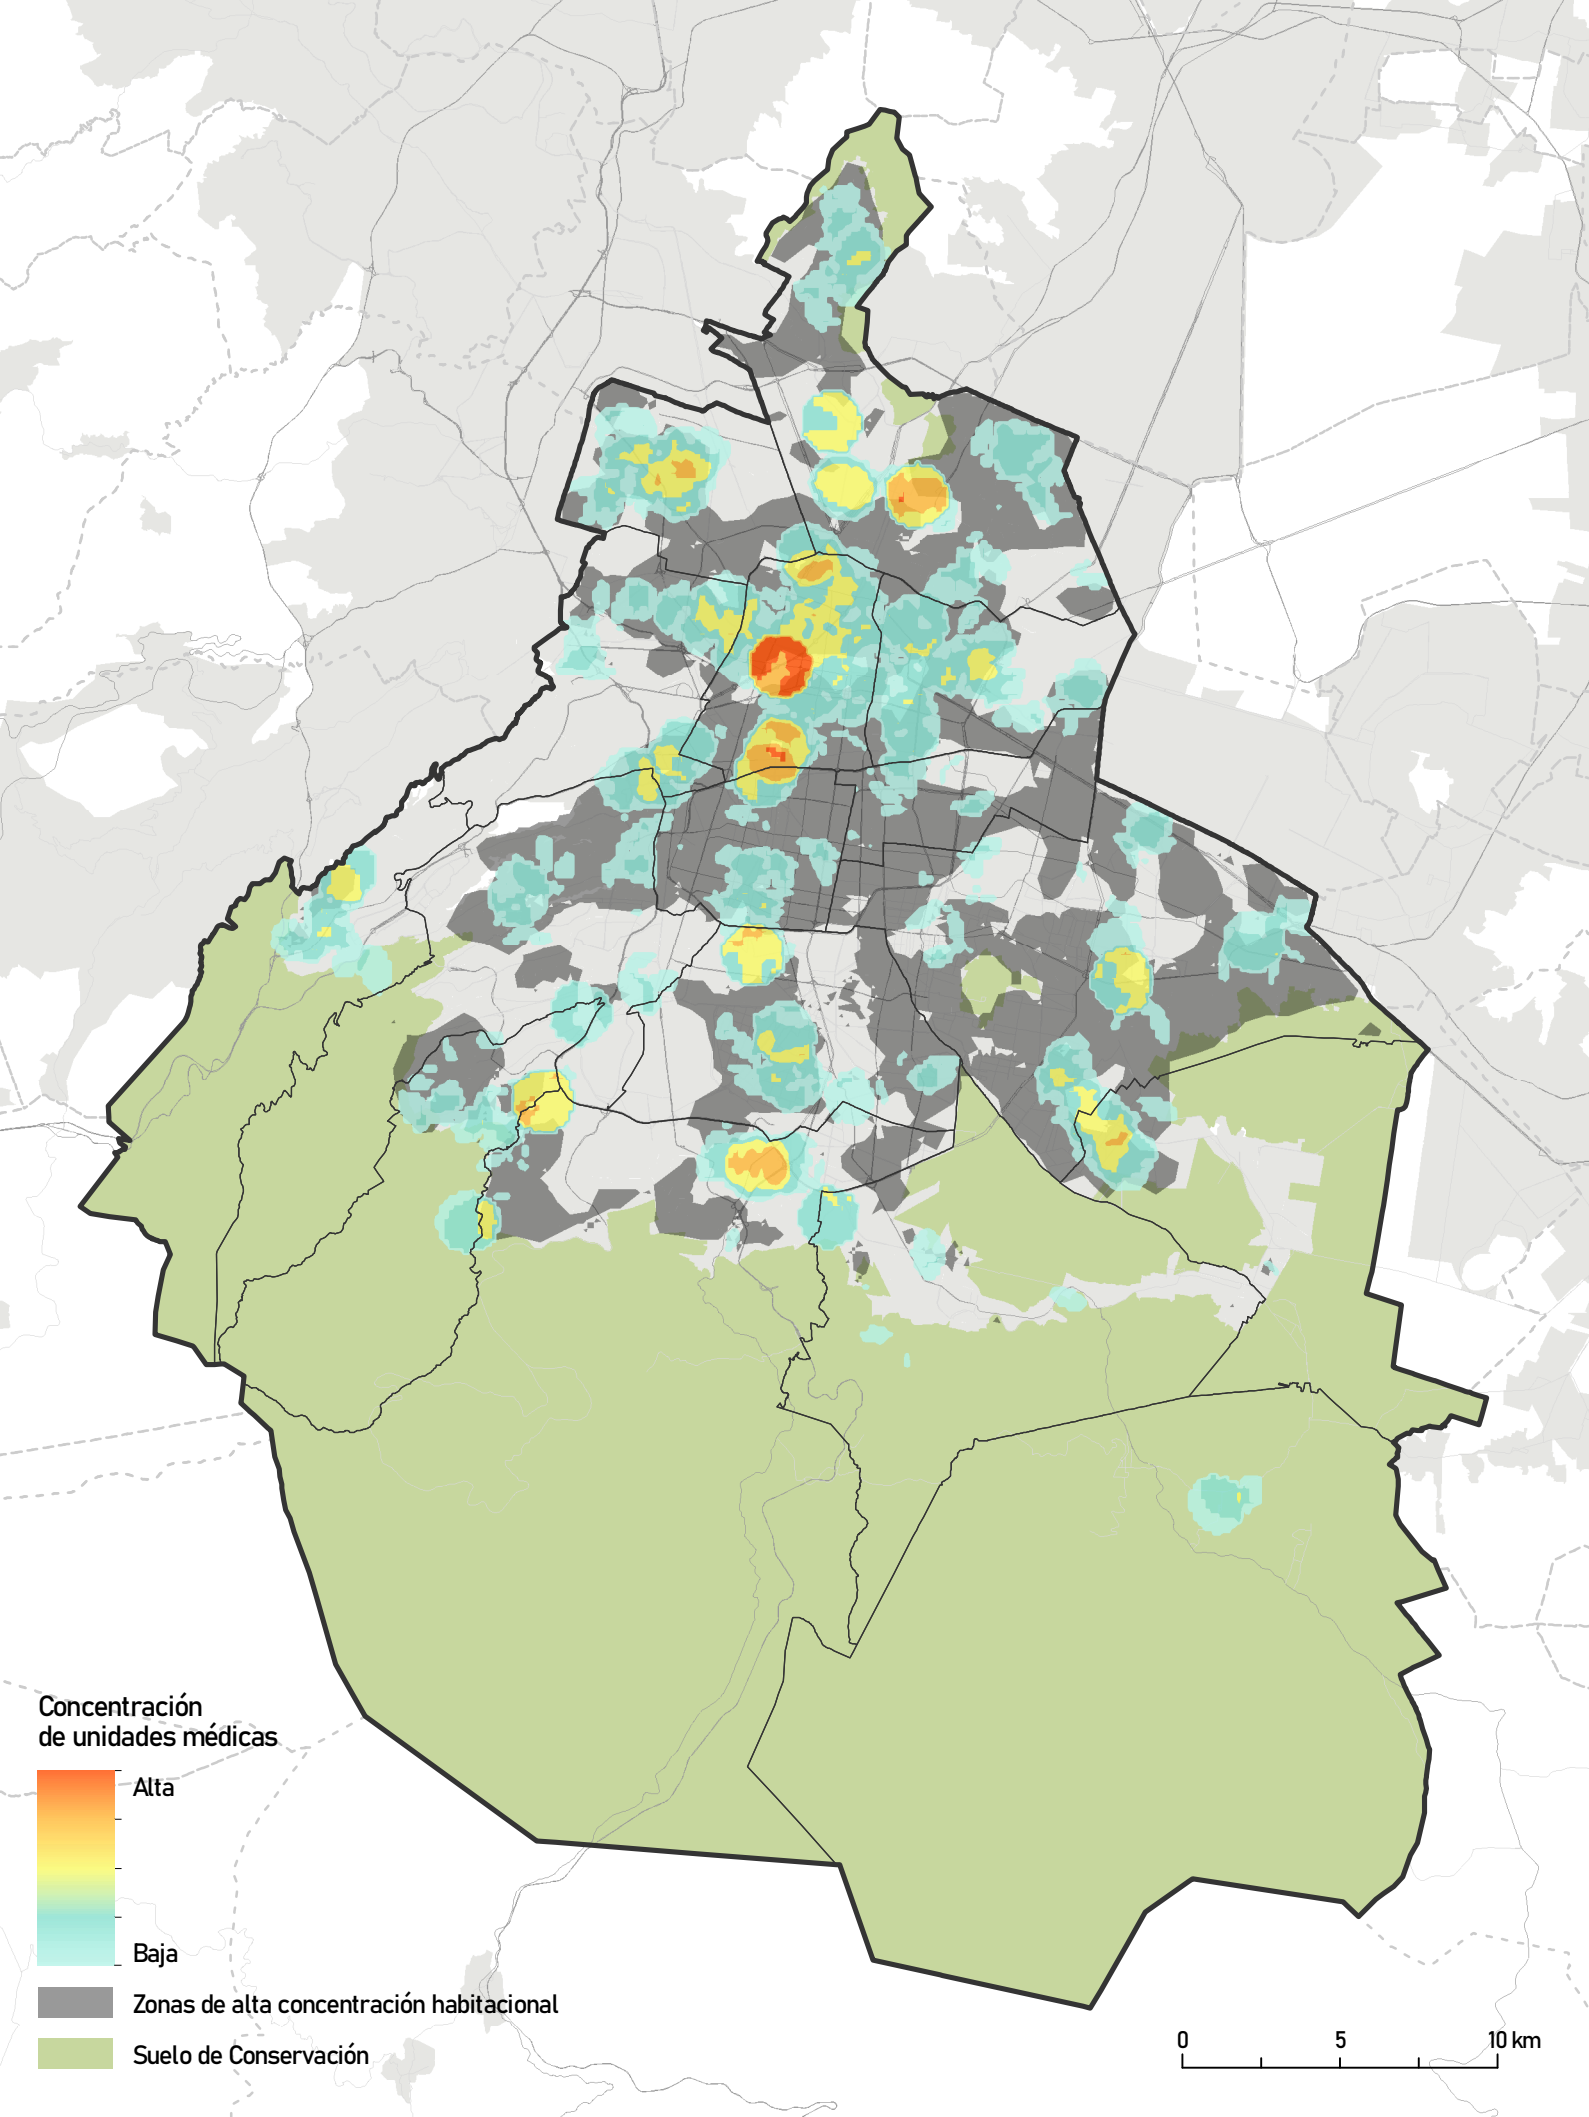 Concentración
de unidades médicas
Alta
Baja
Zonas de alta concentración habitacional
Suelo de Conservación
0 5 10 km